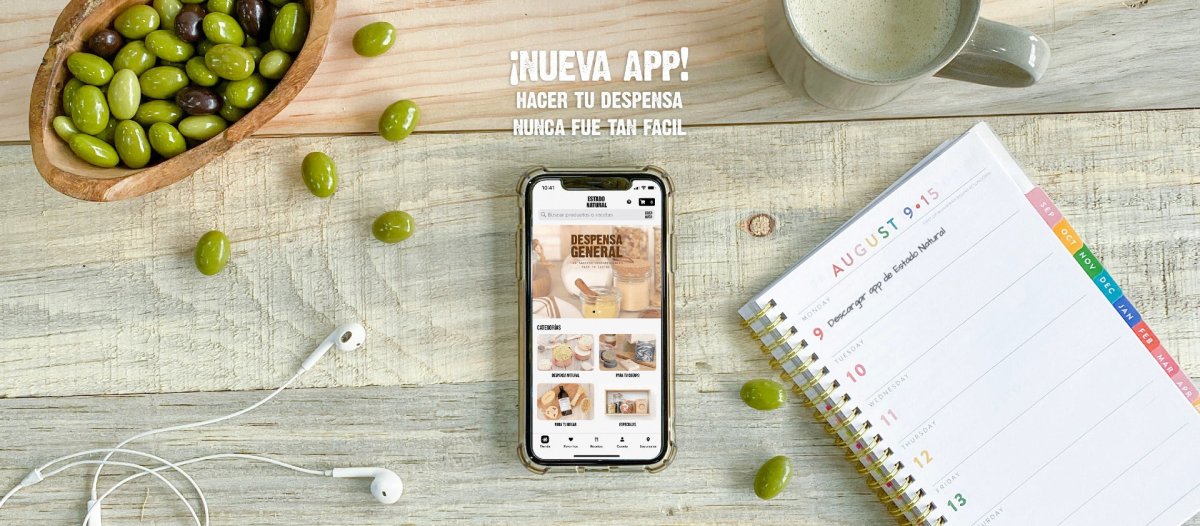 ¡NUEVA APP!
HACER TU DESPENSA
NUNCA FUE TAN FACIL
10:41
ESTADO
NATURAL
Buscar productos o recetas
DESPENSA
GENERAL
CATEGORÍAS
DESPENSA NATURAL
PARA TU CUERPO
PARA TU HOGAR
ESPECIALES
Tienda
Favoritos
Recetas
Cuenta
Sucursales
AUGUST 9•15
MONDAY
9 Descargar app de Estado Natural
TUESDAY
10
WEDNESDAY
11
THURSDAY
12
FRIDAY
13
SATURDAY
SEP
OCT
NOV
DEC
JAN
FEB
MAR
APR